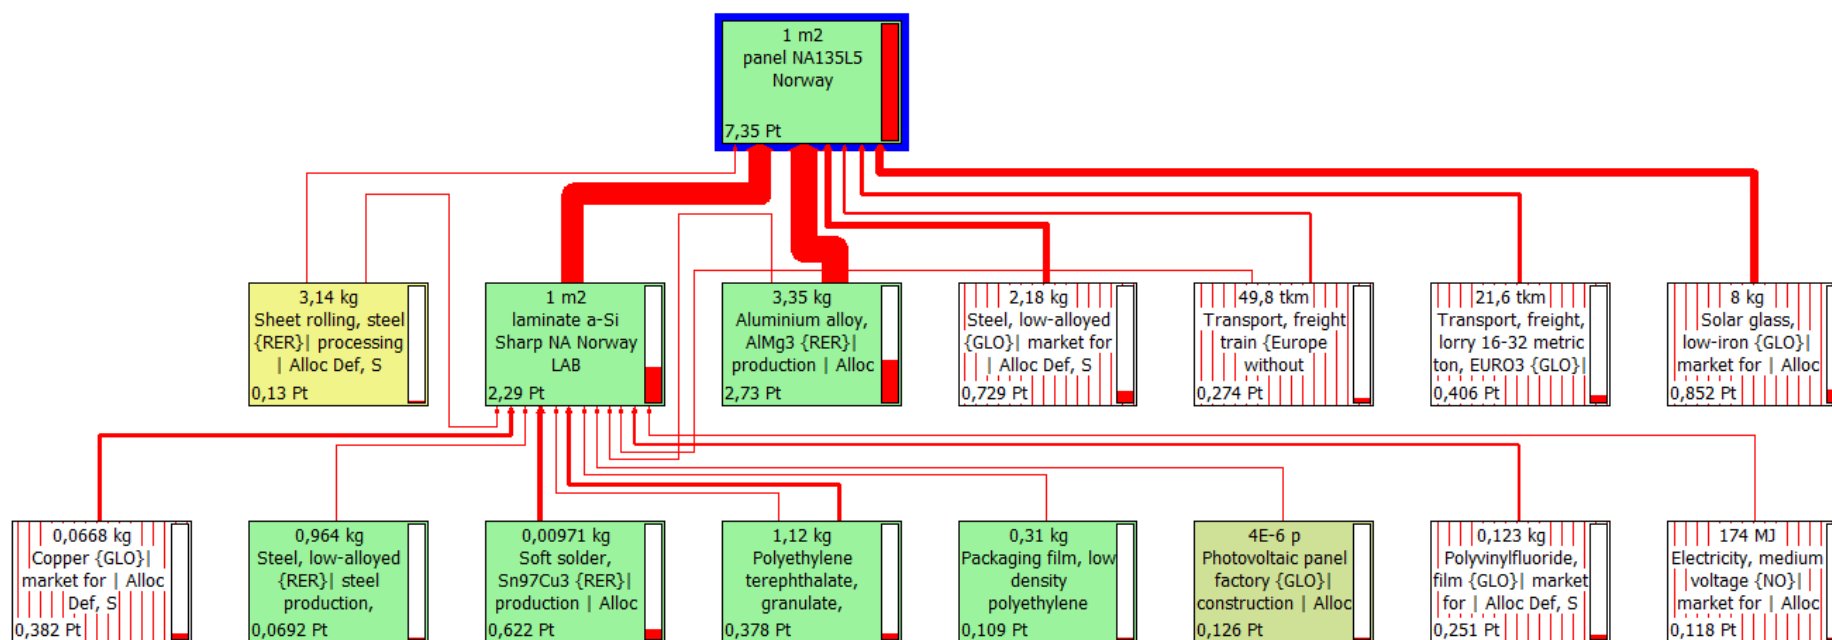 1 m2
panel NA135L5
Norway
7,35 Pt
3,14 kg
Sheet rolling, steel
{RER}| processing
| Alloc Def, S
0,13 Pt
1 m2
laminate a-Si
Sharp NA Norway
LAB
2,29 Pt
3,35 kg
Aluminium alloy,
AlMg3 {RER}|
production | Alloc
2,73 Pt
2,18 kg
Steel, low-alloyed
{GLO}| market for
| Alloc Def, S
0,729 Pt
49,8 tkm
Transport, freight
train {Europe
without
0,274 Pt
21,6 tkm
Transport, freight,
lorry 16-32 metric
ton, EURO3 {GLO}|
0,406 Pt
8 kg
Solar glass,
low-iron {GLO}|
market for | Alloc
0,852 Pt
0,0668 kg
Copper {GLO}|
market for | Alloc
Def, S
0,382 Pt
0,964 kg
Steel, low-alloyed
{RER}| steel
production,
0,0692 Pt
0,00971 kg
Soft solder,
Sn97Cu3 {RER}|
production | Alloc
0,622 Pt
1,12 kg
Polyethylene
terephthalate,
granulate,
0,378 Pt
0,31 kg
Packaging film, low
density
polyethylene
0,109 Pt
4E-6 p
Photovoltaic panel
factory {GLO}|
construction | Alloc
0,126 Pt
0,123 kg
Polyvinylfluoride,
film {GLO}| market
for | Alloc Def, S
0,251 Pt
174 MJ
Electricity, medium
voltage {NO}|
market for | Alloc
0,118 Pt